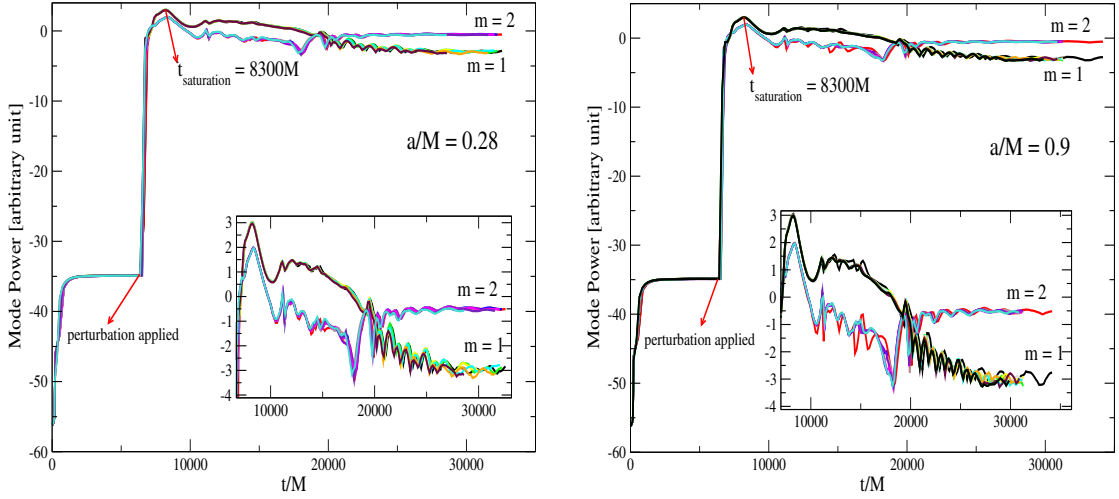 0
-10
-20
-30
-40
-50
-60
Mode Power [arbitrary unit]
m = 2
m = 1
t_saturation = 8300M
a/M = 0.28
perturbation applied
3
2
1
0
-1
-2
-3
-4
m = 2
m = 1
10000
20000
30000
0
10000
20000
30000
t/M
0
-10
-20
-30
-40
-50
-60
Mode Power [arbitrary unit]
m = 2
m = 1
t_saturation = 8300M
a/M = 0.9
perturbation applied
3
2
1
0
-1
-2
-3
-4
m = 2
m = 1
10000
20000
30000
0
10000
20000
30000
t/M